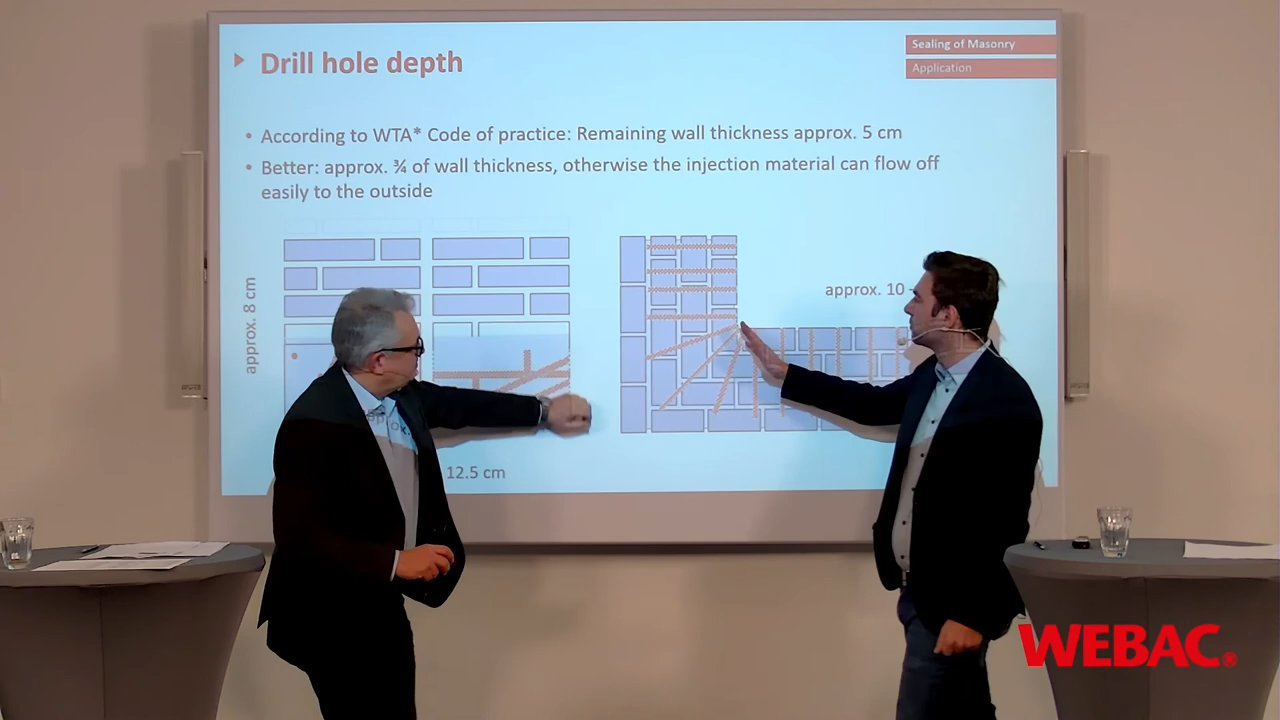 Drill hole depth
Sealing of Masonry
Application
• According to WTA* Code of practice: Remaining wall thickness approx. 5 cm
• Better: approx. ¾ of wall thickness, otherwise the injection material can flow off
easily to the outside
approx. 8 cm
approx. 10
12.5 cm
WEBAC®